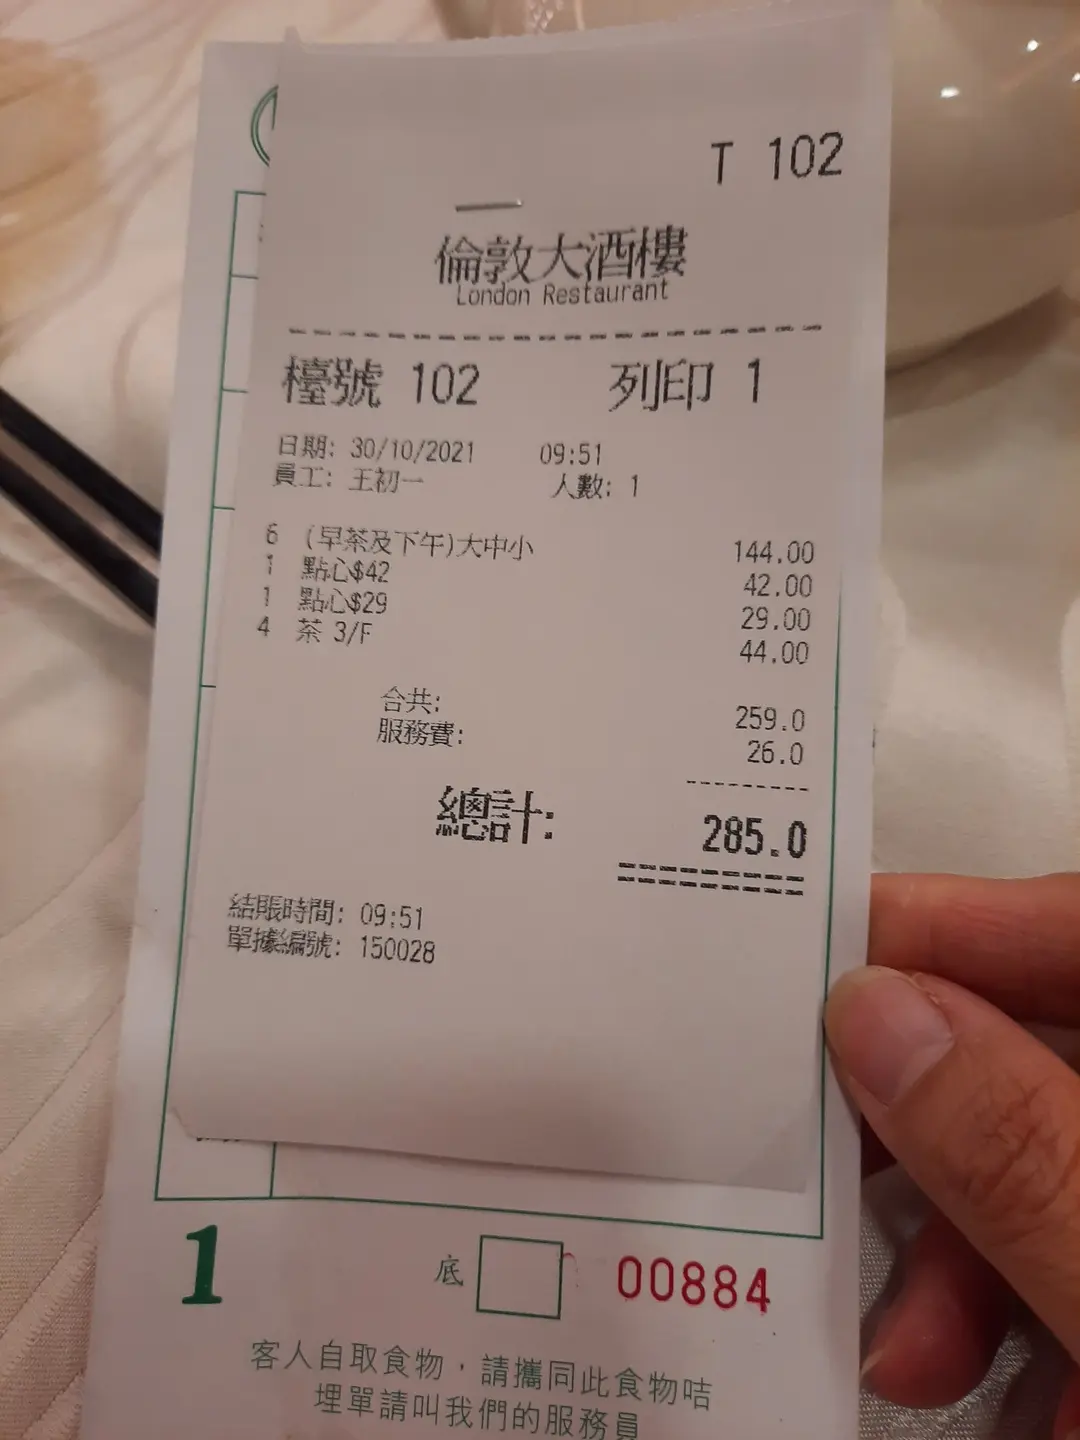 T 102
倫敦大酒樓
London Restaurant
檯號 102 列印 1
日期: 30/10/2021 09:51
員工: 王初一 人數: 1
6 (早茶及下午)大中小 144.00
1 點心$42 42.00
1 點心$29 29.00
4 茶 3/F 44.00
合共: 259.0
服務費: 26.0
總計: 285.0
結賬時間: 09:51
單據編號: 150028
1 底 00884
客人自取食物，請攜同此食物咭
埋單請叫我們的服務員